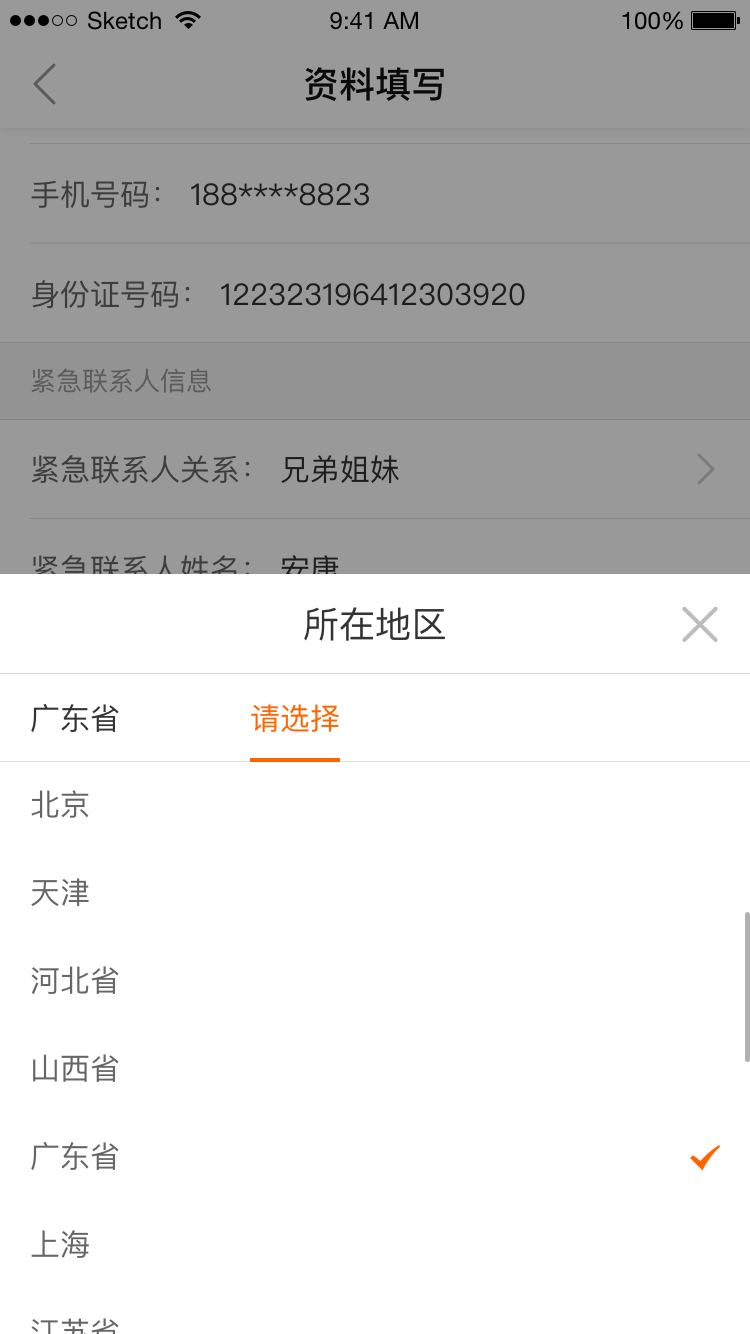 Sketch 9:41 AM 100%
资料填写
手机号码： 188****8823
身份证号码： 122323196412303920
紧急联系人信息
紧急联系人关系： 兄弟姐妹
紧急联系人姓名： 安康
所在地区
广东省 请选择
北京
天津
河北省
山西省
广东省
上海
江苏省